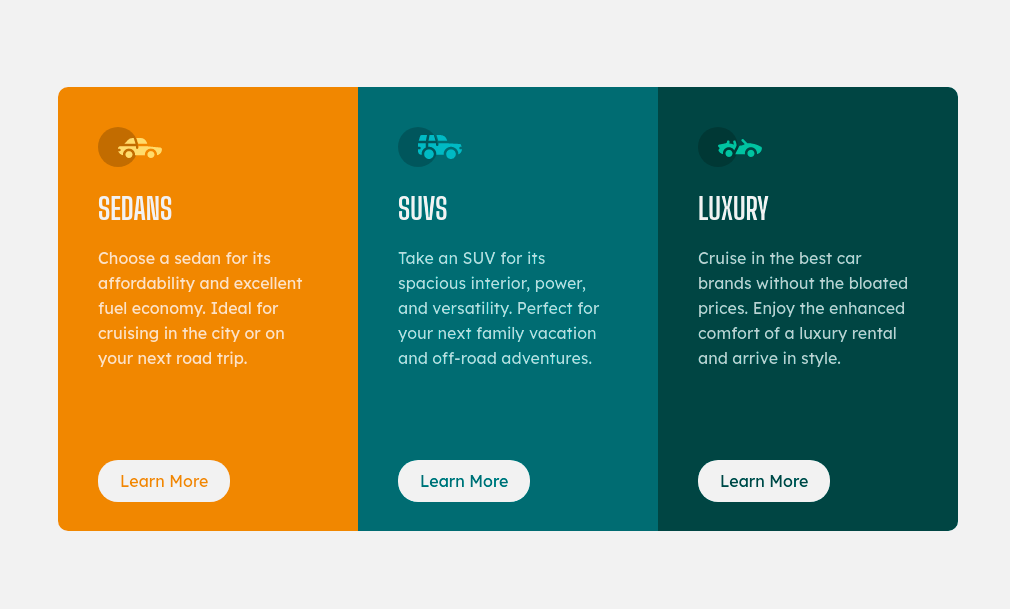 SEDANS
Choose a sedan for its
affordability and excellent
fuel economy. Ideal for
cruising in the city or on
your next road trip.
Learn More
SUVS
Take an SUV for its
spacious interior, power,
and versatility. Perfect for
your next family vacation
and off-road adventures.
Learn More
LUXURY
Cruise in the best car
brands without the bloated
prices. Enjoy the enhanced
comfort of a luxury rental
and arrive in style.
Learn More